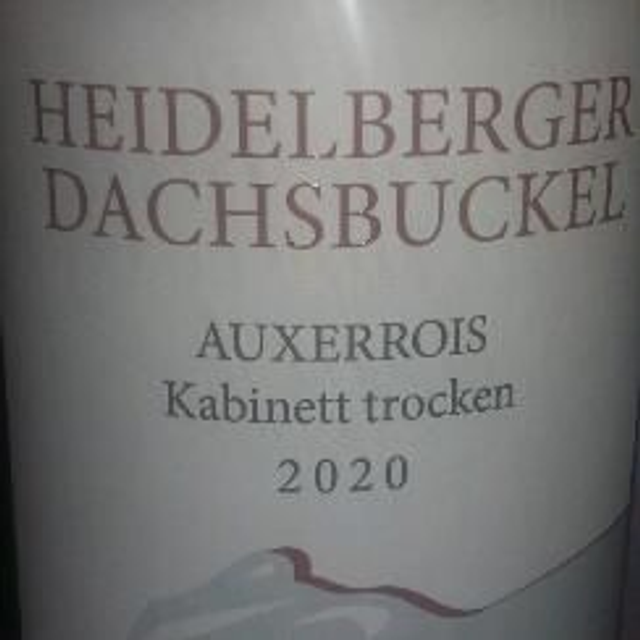 HEIDELBERGER
DACHSBUCKEL
AUXERROIS
Kabinett trocken
2020